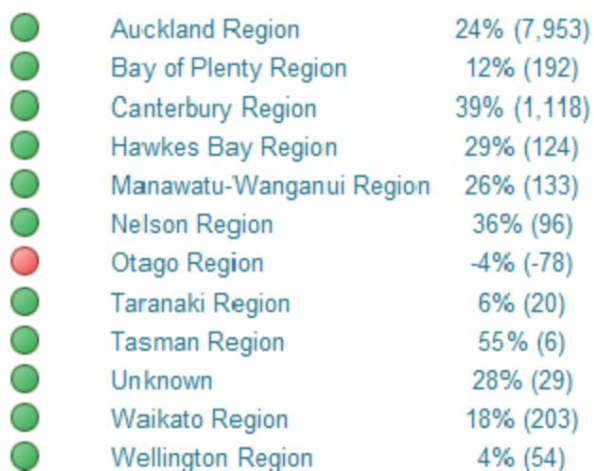 Auckland Region 24% (7,953)
Bay of Plenty Region 12% (192)
Canterbury Region 39% (1,118)
Hawkes Bay Region 29% (124)
Manawatu-Wanganui Region 26% (133)
Nelson Region 36% (96)
Otago Region -4% (-78)
Taranaki Region 6% (20)
Tasman Region 55% (6)
Unknown 28% (29)
Waikato Region 18% (203)
Wellington Region 4% (54)